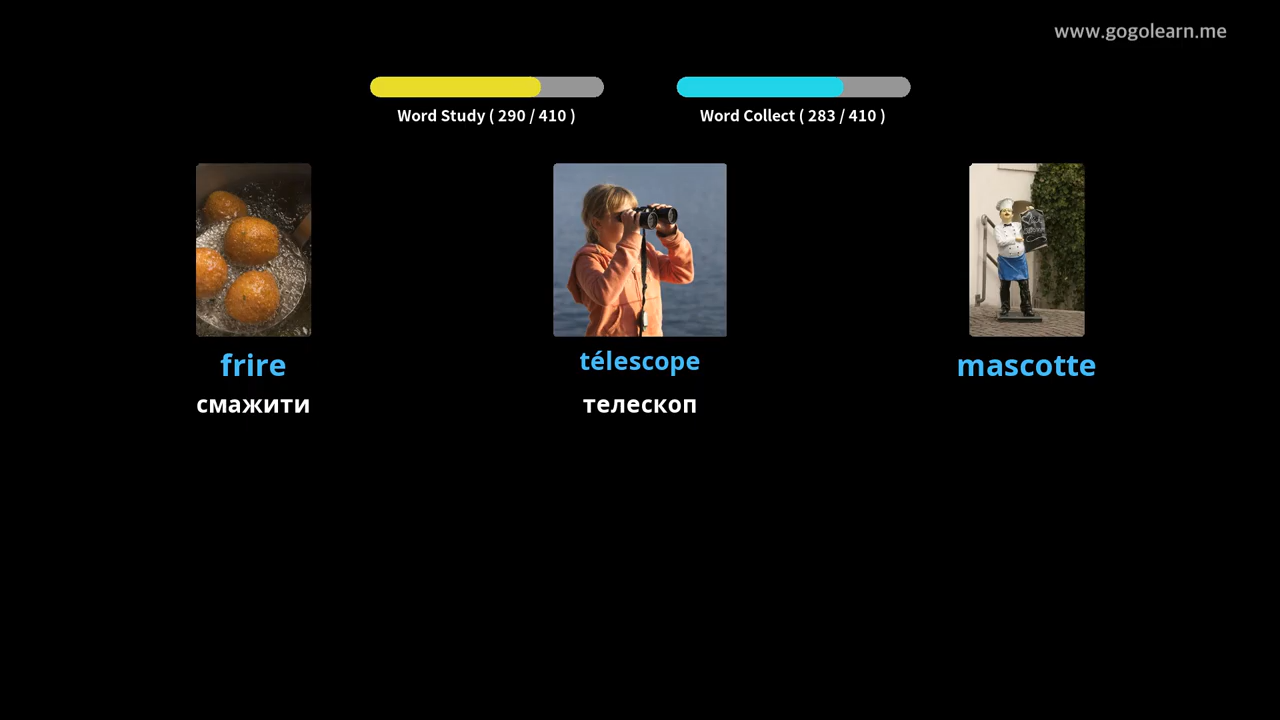 www.gogolearn.me
Word Study ( 290 / 410 )
Word Collect ( 283 / 410 )
frire
télescope
mascotte
смажити
телескоп